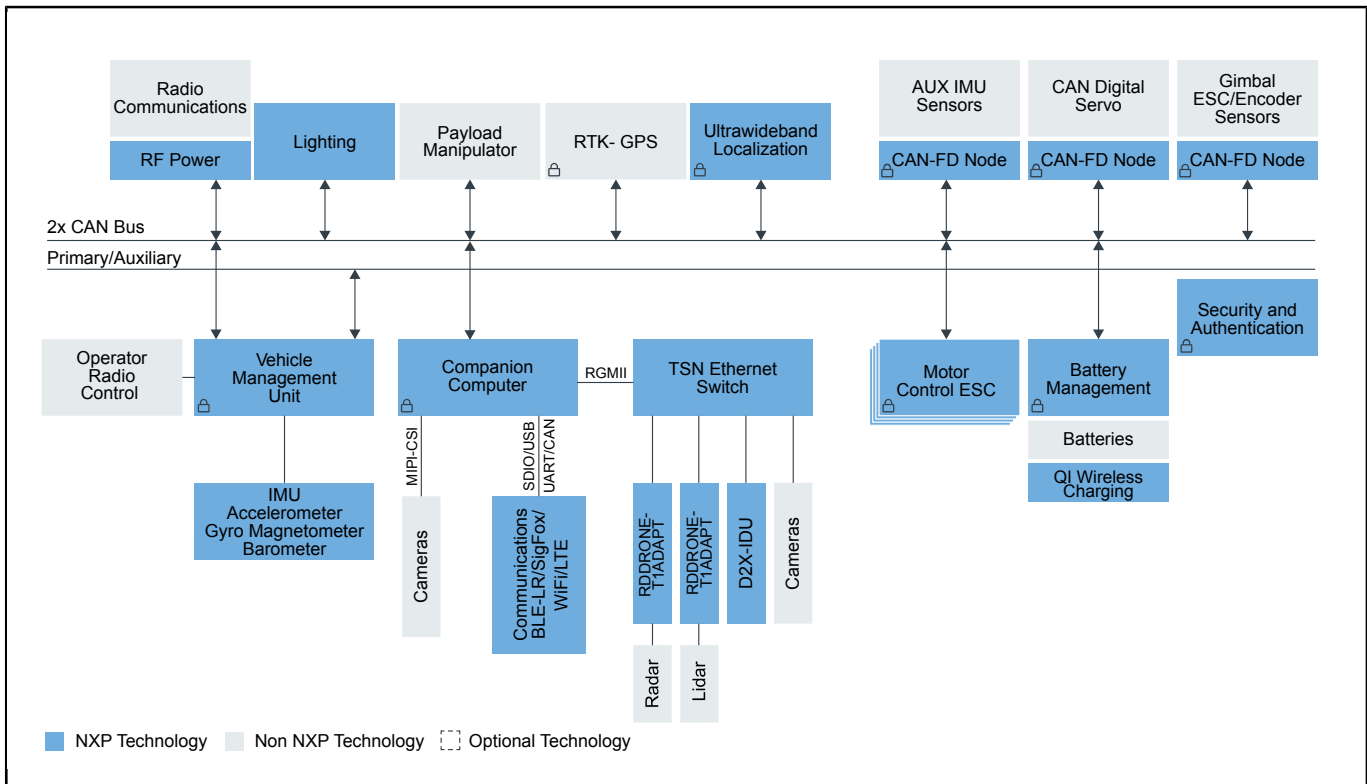 Radio
Communications
RF Power
Lighting
Payload
Manipulator
RTK- GPS
Ultrawideband
Localization
AUX IMU
Sensors
CAN-FD Node
CAN Digital
Servo
CAN-FD Node
Gimbal
ESC/Encoder
Sensors
CAN-FD Node
2x CAN Bus
Primary/Auxiliary
Security and
Authentication
Operator
Radio
Control
Vehicle
Management
Unit
Companion
Computer
RGMII
TSN Ethernet
Switch
Motor
Control ESC
Battery
Management
Batteries
QI Wireless
Charging
MIPI-CSI
SDIO/USB
UART/CAN
IMU
Accelerometer
Gyro Magnetometer
Barometer
Cameras
Communications
BLE-LR/SigFox/
WiFi/LTE
RDDRONE-
T1ADAPT
RDDRONE-
T1ADAPT
D2X-IDU
Cameras
Radar
Lidar
NXP Technology
Non NXP Technology
Optional Technology